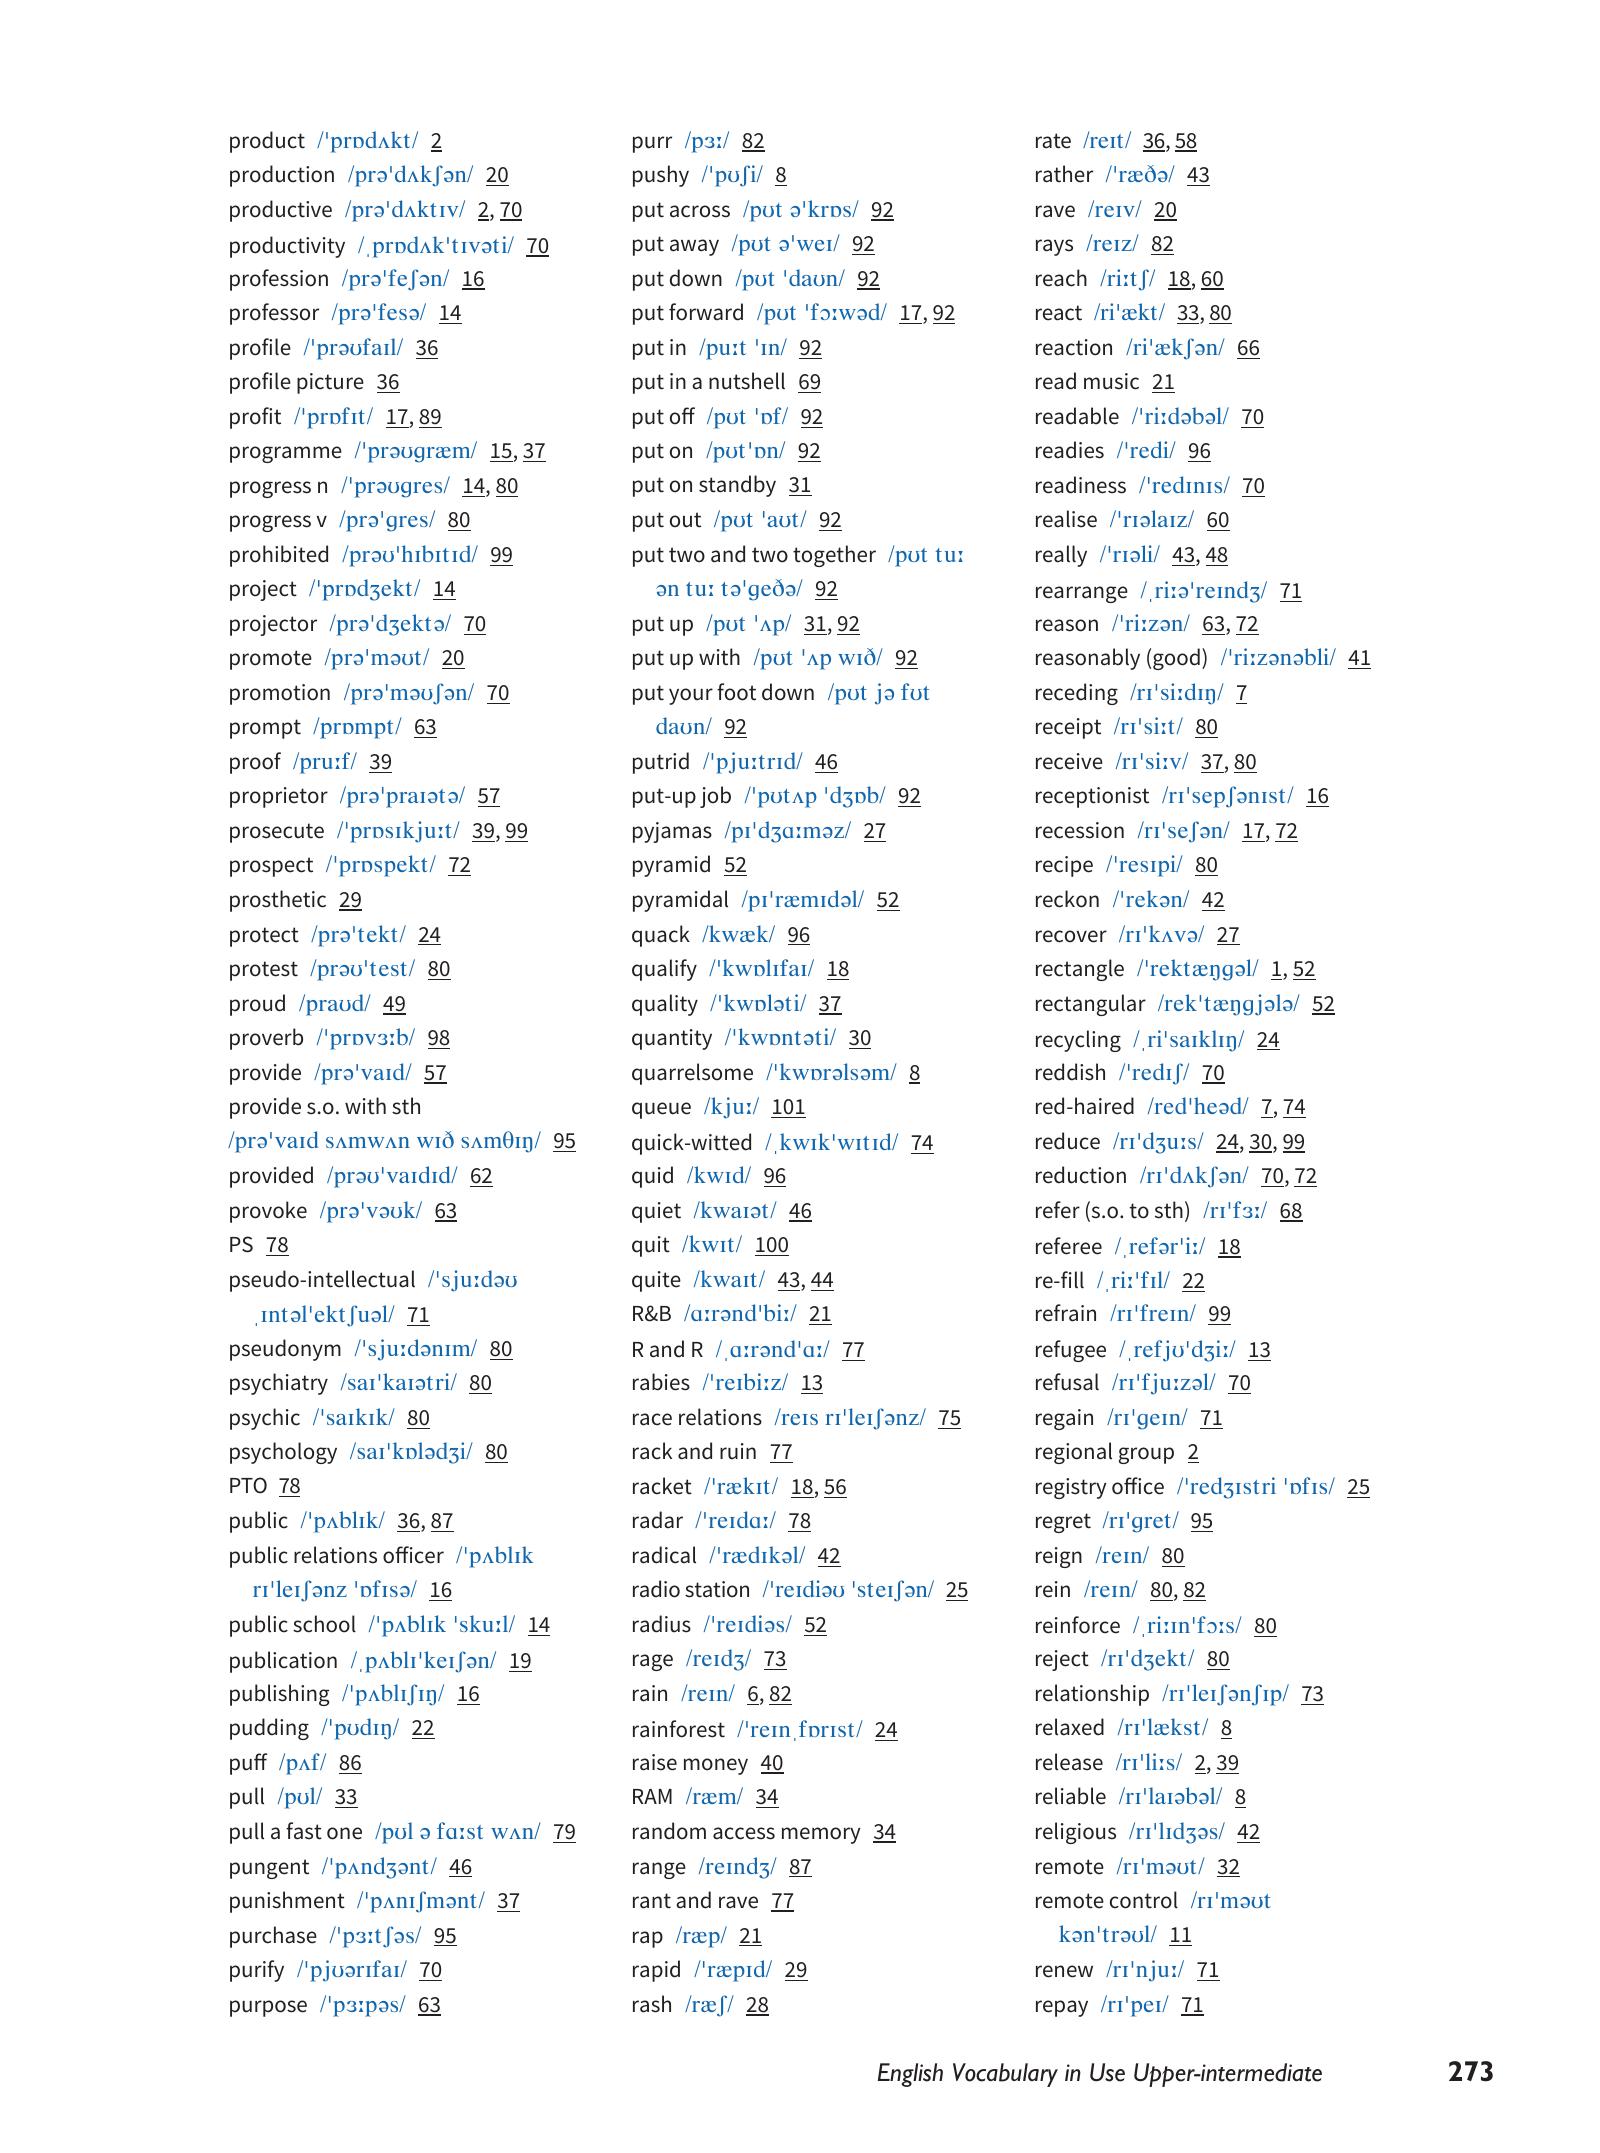 product /ˈprɒdʌkt/ 2
production /prəˈdʌkʃən/ 20
productive /prəˈdʌktɪv/ 2, 70
productivity /ˌprɒdʌkˈtɪvəti/ 70
profession /prəˈfeʃən/ 16
professor /prəˈfesə/ 14
profile /ˈprəʊfaɪl/ 36
profile picture 36
profit /ˈprɒfɪt/ 17, 89
programme /ˈprəʊɡræm/ 15, 37
progress n /ˈprəʊɡres/ 14, 80
progress v /prəˈɡres/ 80
prohibited /prəʊˈhɪbɪtɪd/ 99
project /ˈprɒdʒekt/ 14
projector /prəˈdʒektə/ 70
promote /prəˈməʊt/ 20
promotion /prəˈməʊʃən/ 70
prompt /prɒmpt/ 63
proof /pruːf/ 39
proprietor /prəˈpraɪətə/ 57
prosecute /ˈprɒsɪkjuːt/ 39, 99
prospect /ˈprɒspekt/ 72
prosthetic 29
protect /prəˈtekt/ 24
protest /prəʊˈtest/ 80
proud /praʊd/ 49
proverb /ˈprɒvɜːb/ 98
provide /prəˈvaɪd/ 57
provide s.o. with sth
/prəˈvaɪd sʌmwʌn wɪð sʌmθɪŋ/ 95
provided /prəʊˈvaɪdɪd/ 62
provoke /prəˈvəʊk/ 63
PS 78
pseudo-intellectual /ˈsjuːdəʊ
ˌɪntəlˈektʃuəl/ 71
pseudonym /ˈsjuːdənɪm/ 80
psychiatry /saɪˈkaɪətri/ 80
psychic /ˈsaɪkɪk/ 80
psychology /saɪˈkɒlədʒi/ 80
PTO 78
public /ˈpʌblɪk/ 36, 87
public relations officer /ˈpʌblɪk
rɪˈleɪʃənz ˈɒfɪsə/ 16
public school /ˈpʌblɪk ˈskuːl/ 14
publication /ˌpʌblɪˈkeɪʃən/ 19
publishing /ˈpʌblɪʃɪŋ/ 16
pudding /ˈpʊdɪŋ/ 22
puff /pʌf/ 86
pull /pʊl/ 33
pull a fast one /pʊl ə fɑːst wʌn/ 79
pungent /ˈpʌndʒənt/ 46
punishment /ˈpʌnɪʃmənt/ 37
purchase /ˈpɜːtʃəs/ 95
purify /ˈpjʊərɪfaɪ/ 70
purpose /ˈpɜːpəs/ 63
purr /pɜː/ 82
pushy /ˈpʊʃi/ 8
put across /pʊt əˈkrɒs/ 92
put away /pʊt əˈweɪ/ 92
put down /pʊt ˈdaʊn/ 92
put forward /pʊt ˈfɔːwəd/ 17, 92
put in /puːt ˈɪn/ 92
put in a nutshell 69
put off /pʊt ˈɒf/ 92
put on /pʊtˈɒn/ 92
put on standby 31
put out /pʊt ˈaʊt/ 92
put two and two together /pʊt tuː
ən tuː təˈɡeðə/ 92
put up /pʊt ˈʌp/ 31, 92
put up with /pʊt ˈʌp wɪð/ 92
put your foot down /pʊt jə fʊt
daʊn/ 92
putrid /ˈpjuːtrɪd/ 46
put-up job /ˈpʊtʌp ˈdʒɒb/ 92
pyjamas /pɪˈdʒɑːməz/ 27
pyramid 52
pyramidal /pɪˈræmɪdəl/ 52
quack /kwæk/ 96
qualify /ˈkwɒlɪfaɪ/ 18
quality /ˈkwɒləti/ 37
quantity /ˈkwɒntəti/ 30
quarrelsome /ˈkwɒrəlsəm/ 8
queue /kjuː/ 101
quick-witted /ˌkwɪkˈwɪtɪd/ 74
quid /kwɪd/ 96
quiet /kwaɪət/ 46
quit /kwɪt/ 100
quite /kwaɪt/ 43, 44
R&B /ɑːrəndˈbiː/ 21
R and R /ˌɑːrəndˈɑː/ 77
rabies /ˈreɪbiːz/ 13
race relations /reɪs rɪˈleɪʃənz/ 75
rack and ruin 77
racket /ˈrækɪt/ 18, 56
radar /ˈreɪdɑː/ 78
radical /ˈrædɪkəl/ 42
radio station /ˈreɪdiəʊ ˈsteɪʃən/ 25
radius /ˈreɪdiəs/ 52
rage /reɪdʒ/ 73
rain /reɪn/ 6, 82
rainforest /ˈreɪnˌfɒrɪst/ 24
raise money 40
RAM /ræm/ 34
random access memory 34
range /reɪndʒ/ 87
rant and rave 77
rap /ræp/ 21
rapid /ˈræpɪd/ 29
rash /ræʃ/ 28
rate /reɪt/ 36, 58
rather /ˈræðə/ 43
rave /reɪv/ 20
rays /reɪz/ 82
reach /riːtʃ/ 18, 60
react /riˈækt/ 33, 80
reaction /riˈækʃən/ 66
read music 21
readable /ˈriːdəbəl/ 70
readies /ˈredi/ 96
readiness /ˈredɪnɪs/ 70
realise /ˈrɪəlaɪz/ 60
really /ˈrɪəli/ 43, 48
rearrange /ˌriːəˈreɪndʒ/ 71
reason /ˈriːzən/ 63, 72
reasonably (good) /ˈriːzənəbli/ 41
receding /rɪˈsiːdɪŋ/ 7
receipt /rɪˈsiːt/ 80
receive /rɪˈsiːv/ 37, 80
receptionist /rɪˈsepʃənɪst/ 16
recession /rɪˈseʃən/ 17, 72
recipe /ˈresɪpi/ 80
reckon /ˈrekən/ 42
recover /rɪˈkʌvə/ 27
rectangle /ˈrektæŋɡəl/ 1, 52
rectangular /rekˈtæŋɡjələ/ 52
recycling /ˌriˈsaɪklɪŋ/ 24
reddish /ˈredɪʃ/ 70
red-haired /redˈheəd/ 7, 74
reduce /rɪˈdʒuːs/ 24, 30, 99
reduction /rɪˈdʌkʃən/ 70, 72
refer (s.o. to sth) /rɪˈfɜː/ 68
referee /ˌrefərˈiː/ 18
re-fill /ˌriːˈfɪl/ 22
refrain /rɪˈfreɪn/ 99
refugee /ˌrefjʊˈdʒiː/ 13
refusal /rɪˈfjuːzəl/ 70
regain /rɪˈɡeɪn/ 71
regional group 2
registry office /ˈredʒɪstri ˈɒfɪs/ 25
regret /rɪˈɡret/ 95
reign /reɪn/ 80
rein /reɪn/ 80, 82
reinforce /ˌriːɪnˈfɔːs/ 80
reject /rɪˈdʒekt/ 80
relationship /rɪˈleɪʃənʃɪp/ 73
relaxed /rɪˈlækst/ 8
release /rɪˈliːs/ 2, 39
reliable /rɪˈlaɪəbəl/ 8
religious /rɪˈlɪdʒəs/ 42
remote /rɪˈməʊt/ 32
remote control /rɪˈməʊt
kənˈtrəʊl/ 11
renew /rɪˈnjuː/ 71
repay /rɪˈpeɪ/ 71
English Vocabulary in Use Upper-intermediate 273